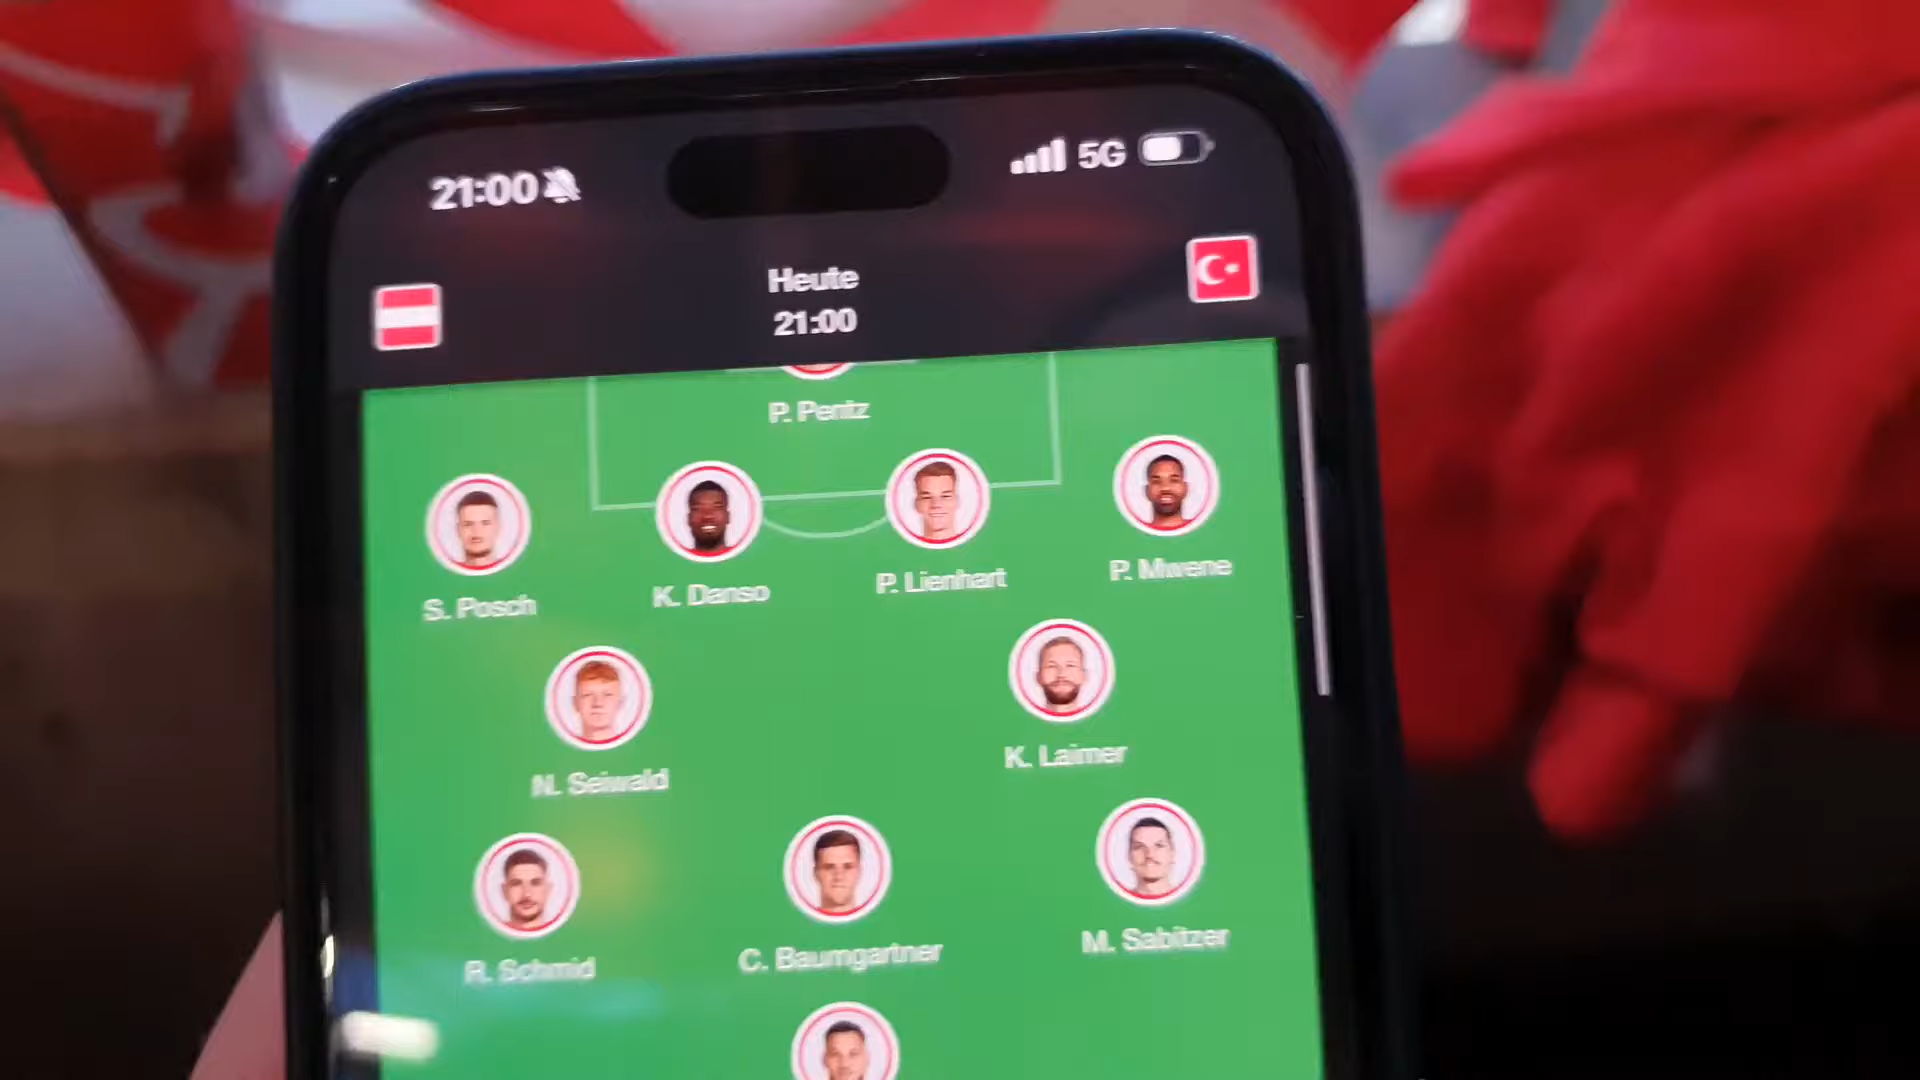 21:00
5G
Heute
21:00
P. Pentz
S. Posch
K. Danso
P. Lienhart
P. Mwene
N. Seiwald
K. Laimer
R. Schmid
C. Baumgartner
M. Sabitzer